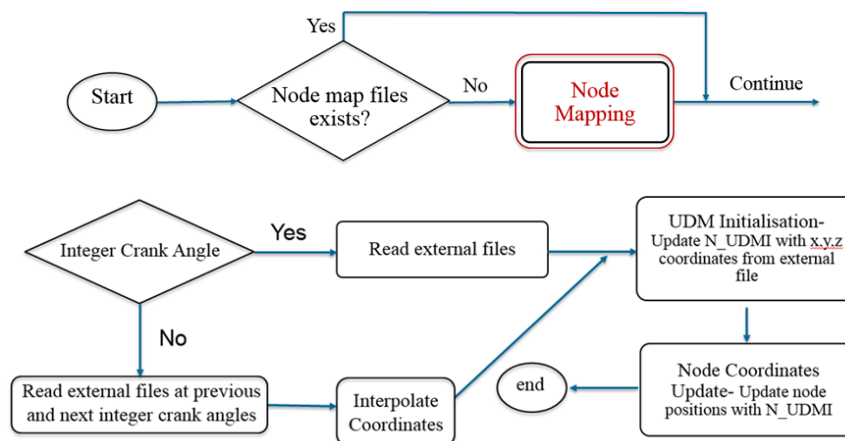 Yes
Start
Node map files
exists?
No
Node
Mapping
Continue
Integer Crank Angle
Yes
Read external files
UDM Initialisation-
Update N_UDMI with x.y.z
coordinates from external
file
No
Read external files at previous
and next integer crank angles
Interpolate
Coordinates
end
Node Coordinates
Update- Update node
positions with N_UDMI